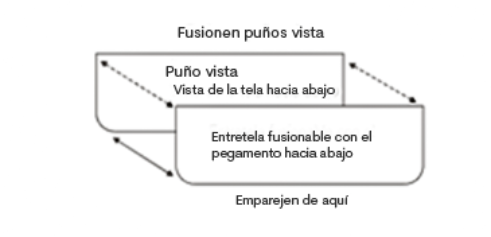 Fusionen puños vista
Puño vista
Vista de la tela hacia abajo
Entretela fusionable con el
pegamento hacia abajo
Emparejen de aquí